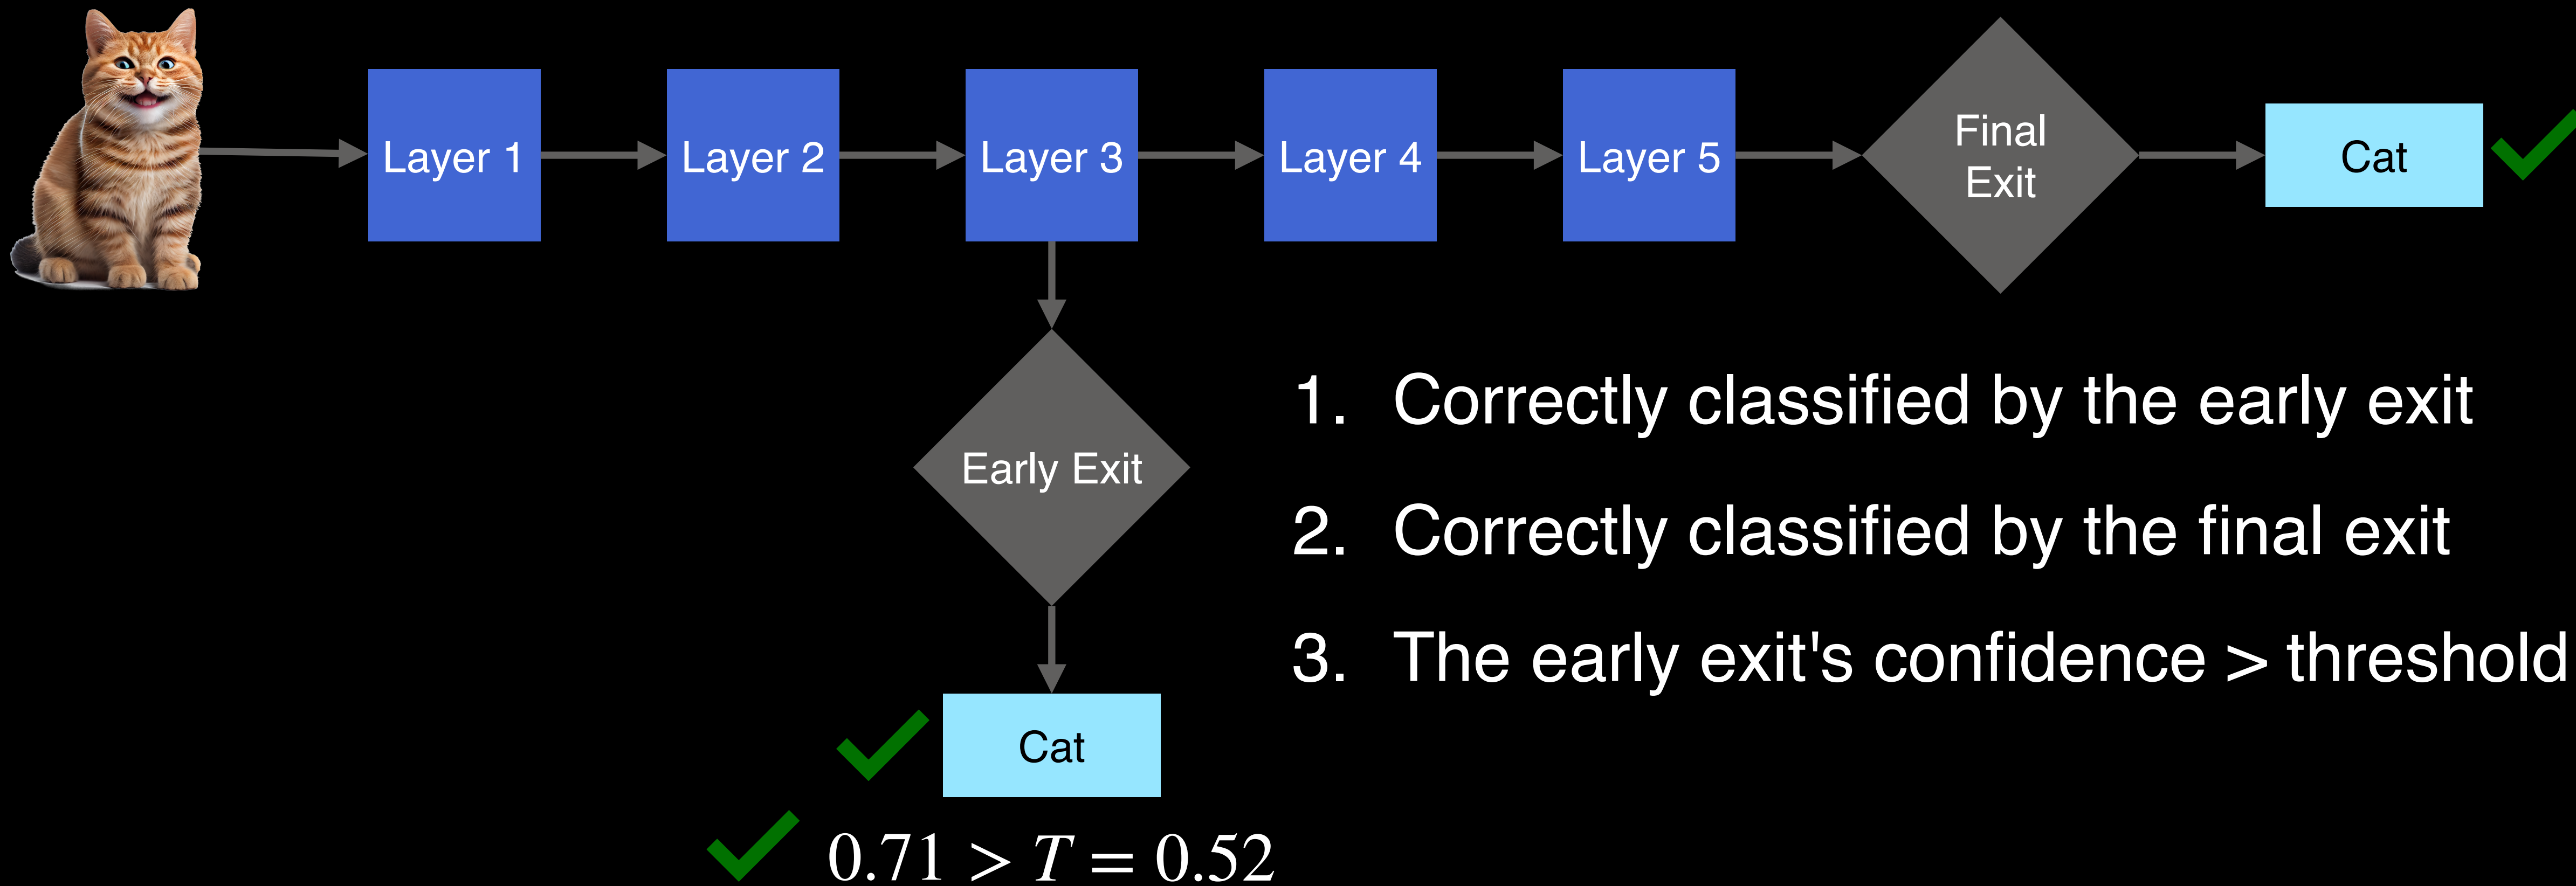 Layer 1
Layer 2
Layer 3
Layer 4
Layer 5
Final
Exit
Cat
Early Exit
1. Correctly classified by the early exit
2. Correctly classified by the final exit
3. The early exit's confidence > threshold
Cat
0.71 > T = 0.52